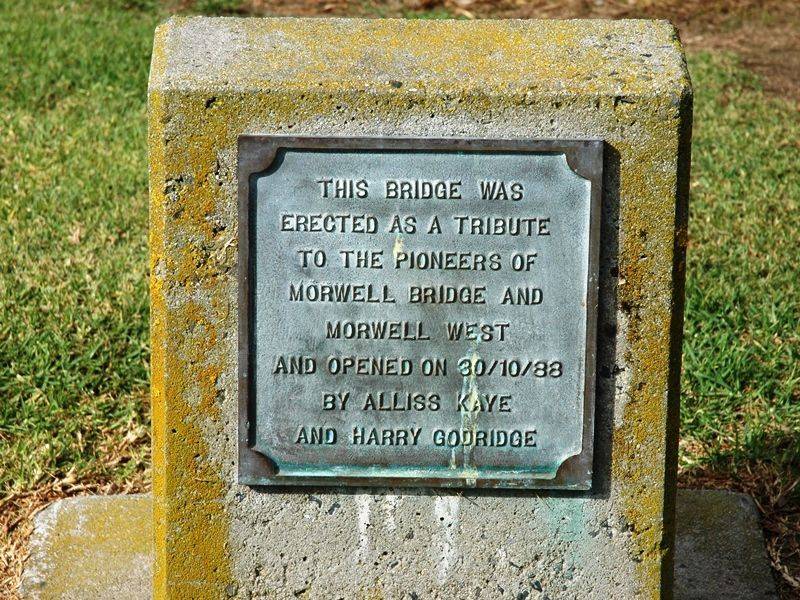 THIS BRIDGE WAS
ERECTED AS A TRIBUTE
TO THE PIONEERS OF
MORWELL BRIDGE AND
MORWELL WEST
AND OPENED ON 30/10/88
BY ALLISS KAYE
AND HARRY GODRIDGE